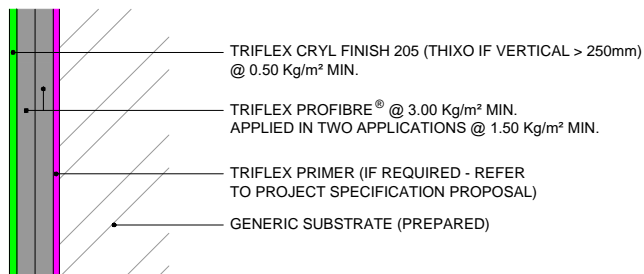 TRIFLEX CRYL FINISH 205 (THIXO IF VERTICAL > 250mm)
@ 0.50 Kg/m² MIN.
TRIFLEX PROFIBRE® @ 3.00 Kg/m² MIN.
APPLIED IN TWO APPLICATIONS @ 1.50 Kg/m² MIN.
TRIFLEX PRIMER (IF REQUIRED - REFER
TO PROJECT SPECIFICATION PROPOSAL)
GENERIC SUBSTRATE (PREPARED)